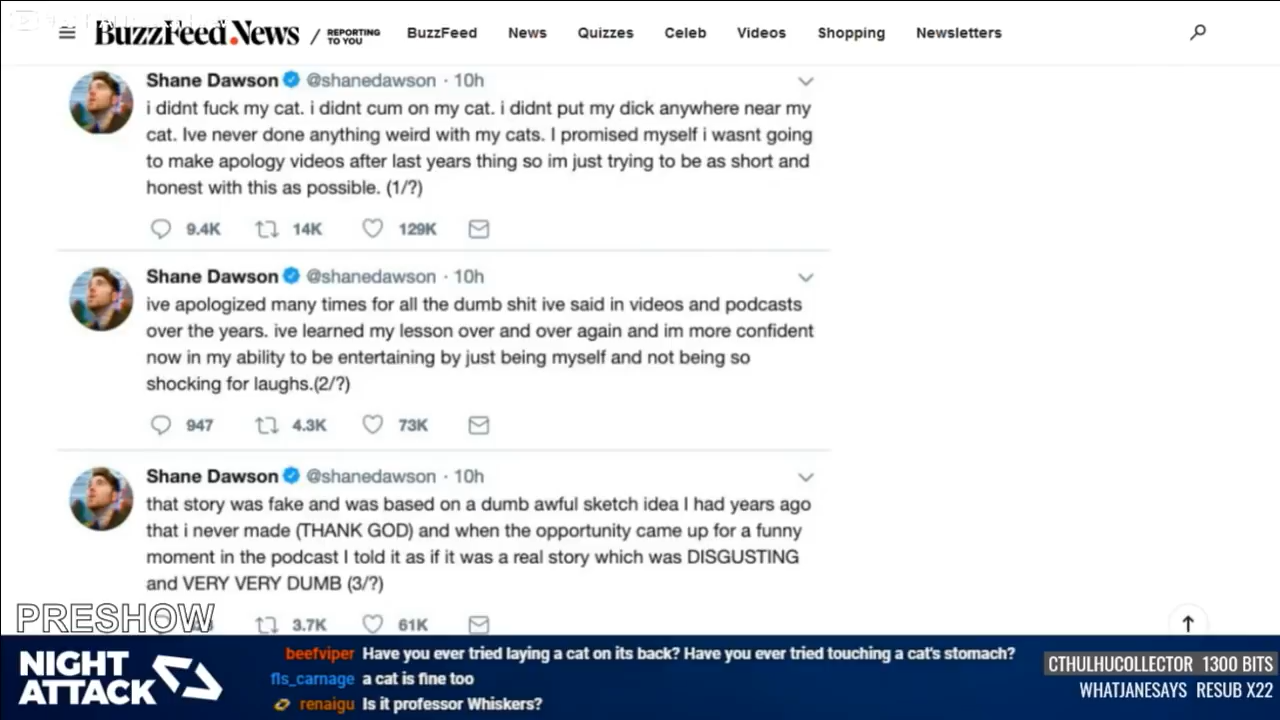 BuzzFeed News / REPORTING TO YOU BuzzFeed News Quizzes Celeb Videos Shopping Newsletters
Shane Dawson @shanedawson · 10h
i didnt fuck my cat. i didnt cum on my cat. i didnt put my dick anywhere near my
cat. Ive never done anything weird with my cats. I promised myself i wasnt going
to make apology videos after last years thing so im just trying to be as short and
honest with this as possible. (1/?)
9.4K 14K 129K
Shane Dawson @shanedawson · 10h
ive apologized many times for all the dumb shit ive said in videos and podcasts
over the years. ive learned my lesson over and over again and im more confident
now in my ability to be entertaining by just being myself and not being so
shocking for laughs.(2/?)
947 4.3K 73K
Shane Dawson @shanedawson · 10h
that story was fake and was based on a dumb awful sketch idea I had years ago
that i never made (THANK GOD) and when the opportunity came up for a funny
moment in the podcast I told it as if it was a real story which was DISGUSTING
and VERY VERY DUMB (3/?)
3.7K 61K
PRESHOW
NIGHT
ATTACK
beefviper Have you ever tried laying a cat on its back? Have you ever tried touching a cat's stomach?
fls_carnage a cat is fine too
renaigu Is it professor Whiskers?
CTHULHUCOLLECTOR 1300 BITS
WHATJANESAYS RESUB X22